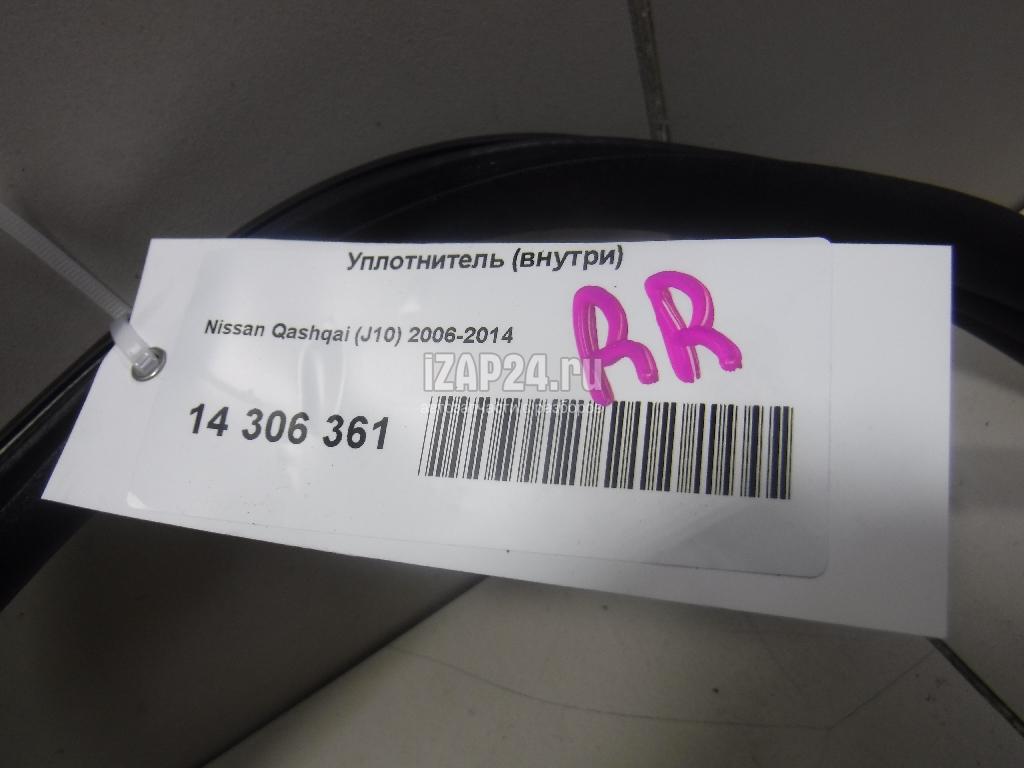 Уплотнитель (внутри)
Nissan Qashqai (J10) 2006-2014
RR
iZAP24.ru
14 306 361